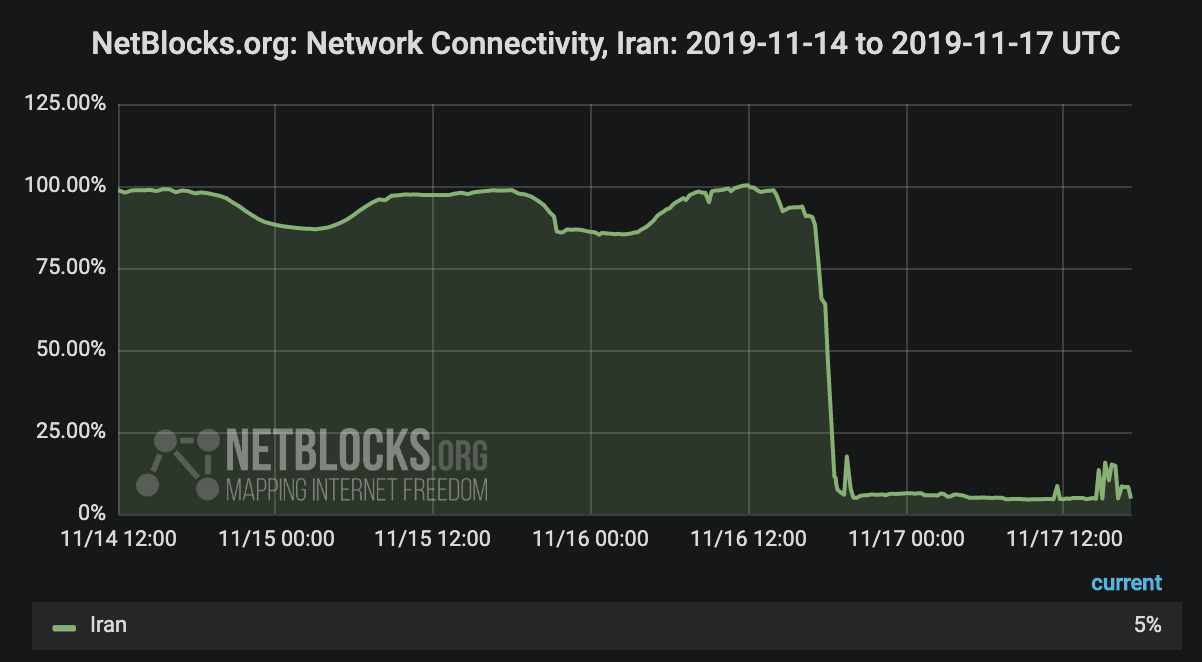 NetBlocks.org: Network Connectivity, Iran: 2019-11-14 to 2019-11-17 UTC
125.00%
100.00%
75.00%
50.00%
25.00%
0%
NETBLOCKS.ORG
MAPPING INTERNET FREEDOM
11/14 12:00 11/15 00:00 11/15 12:00 11/16 00:00 11/16 12:00 11/17 00:00 11/17 12:00
current
Iran 5%